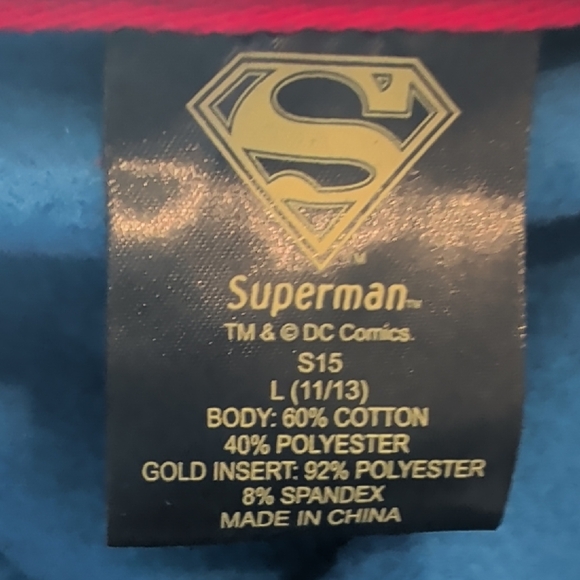 S
TM
Superman™
TM & © DC Comics.
S15
L (11/13)
BODY: 60% COTTON
40% POLYESTER
GOLD INSERT: 92% POLYESTER
8% SPANDEX
MADE IN CHINA